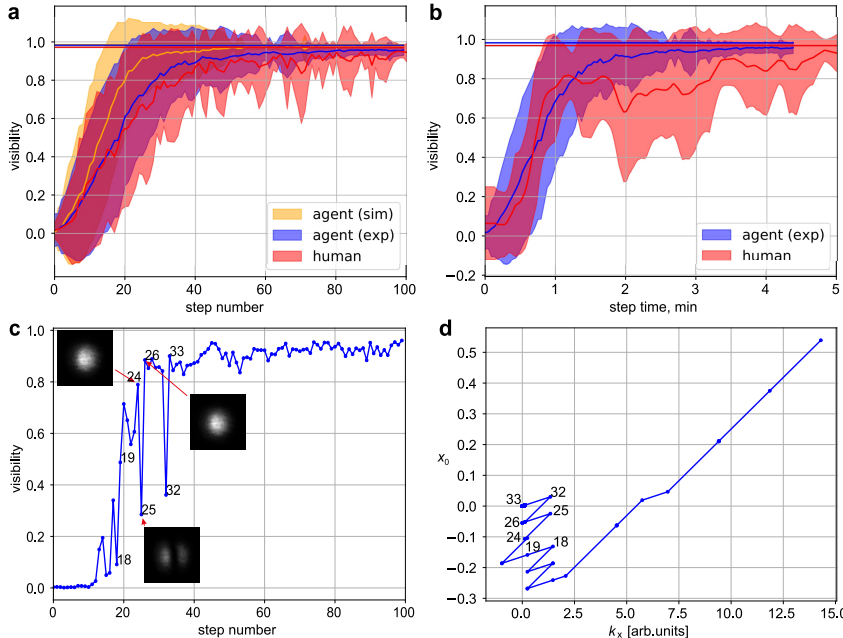 a
visibility
1.0
0.8
0.6
0.4
0.2
0.0
agent (sim)
agent (exp)
human
0 20 40 60 80 100
step number
b
visibility
1.0
0.8
0.6
0.4
0.2
0.0
−0.2
agent (exp)
human
0 1 2 3 4 5
step time, min
c
visibility
1.0
0.8
0.6
0.4
0.2
0.0
24
26
33
19
32
25
18
0 20 40 60 80 100
step number
d
x₀
0.5
0.4
0.3
0.2
0.1
0.0
−0.1
−0.2
−0.3
33
32
26
25
24
19
18
0.0 2.5 5.0 7.5 10.0 12.5 15.0
kₓ [arb.units]